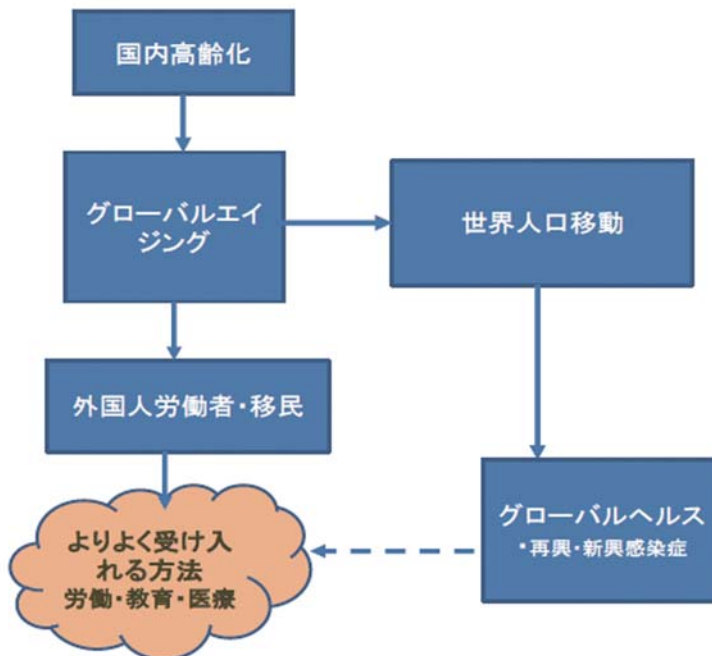 国内高齢化
グローバルエイ
ジング
世界人口移動
外国人労働者・移民
グローバルヘルス
・再興・新興感染症
よりよく受け入
れる方法
労働・教育・医療